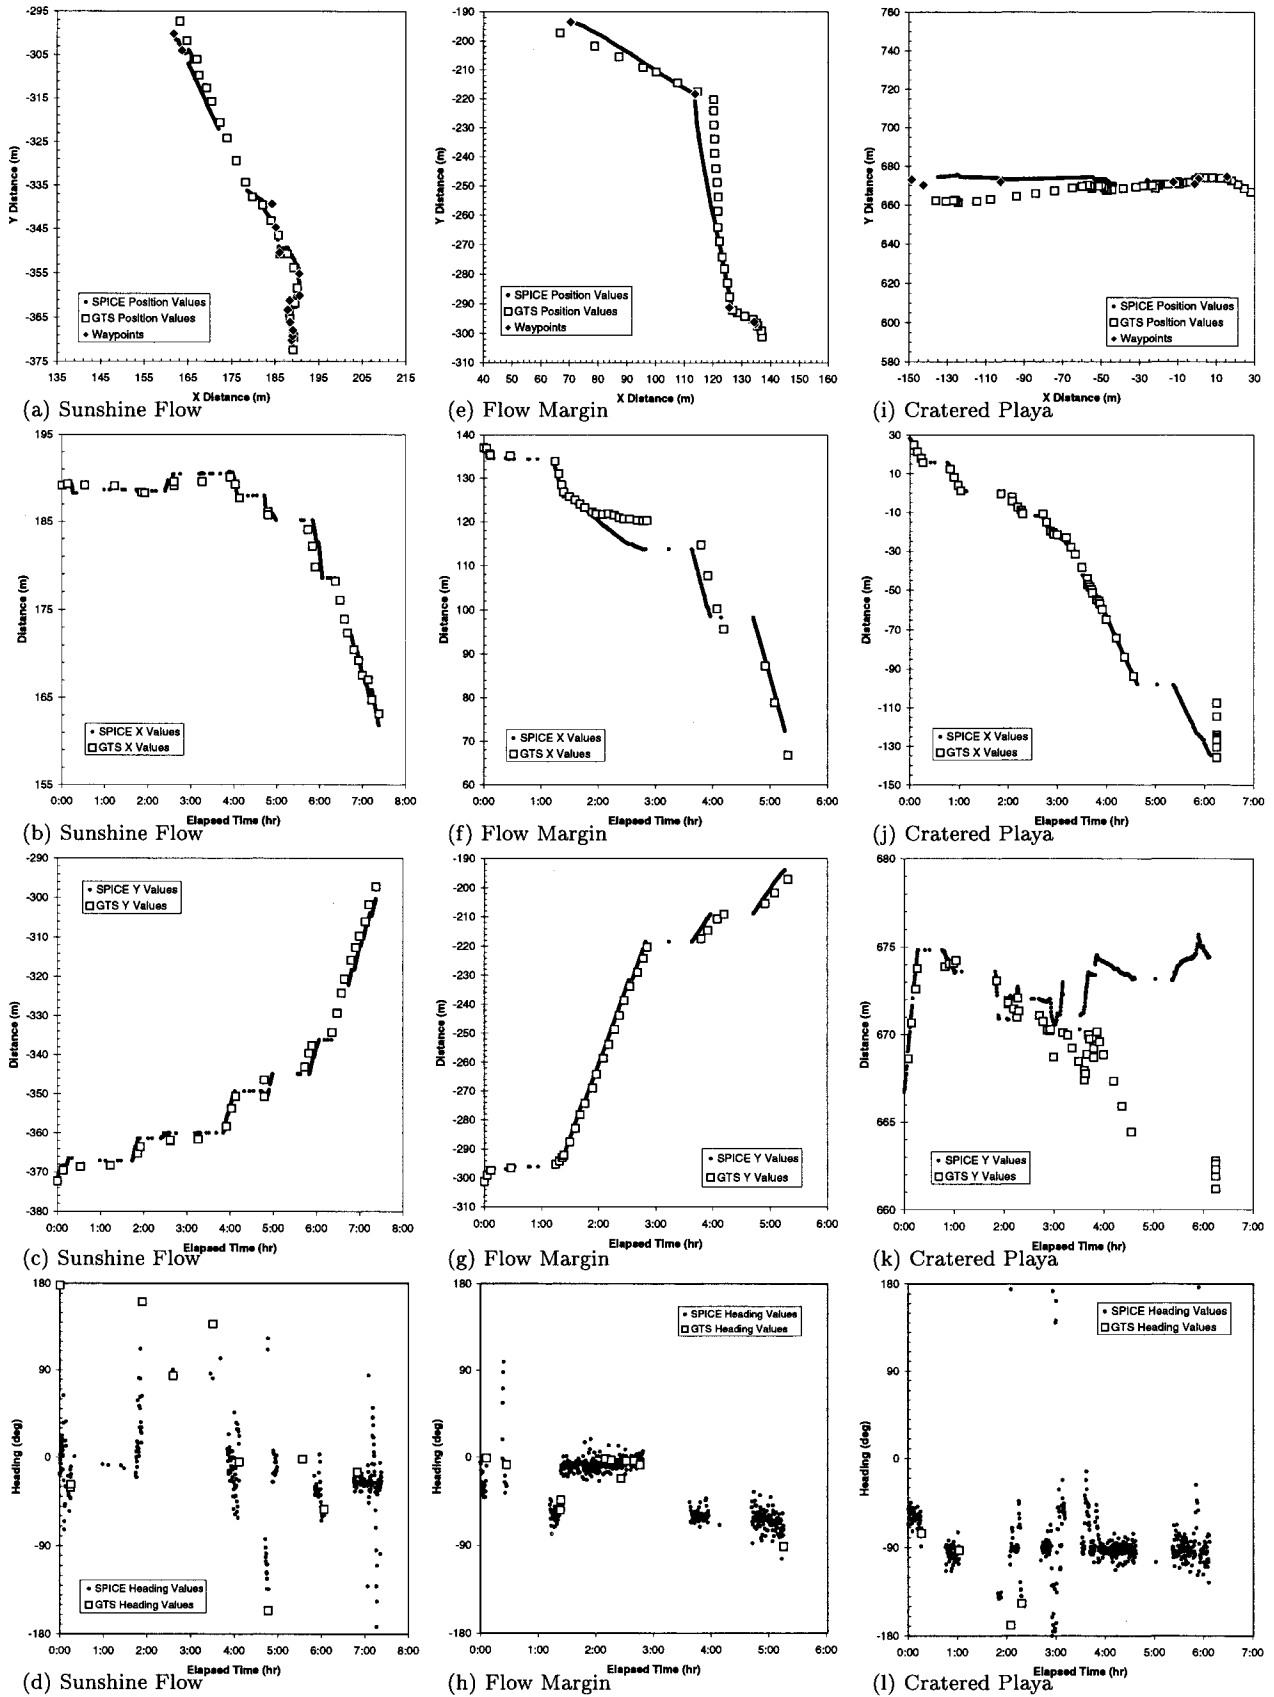 -295
-305
-315
-325
-335
-345
-355
-365
-375
Y Distance (m)
SPICE Position Values
GTS Position Values
Waypoints
135 145 155 165 175 185 195 205 215
X Distance (m)
(a) Sunshine Flow
-190
-200
-210
-220
-230
-240
-250
-260
-270
-280
-290
-300
-310
Y Distance (m)
SPICE Position Values
GTS Position Values
Waypoints
40 50 60 70 80 90 100 110 120 130 140 150 160
X Distance (m)
(e) Flow Margin
760
740
720
700
680
660
640
620
600
580
Y Distance (m)
SPICE Position Values
GTS Position Values
Waypoints
-150 -130 -110 -90 -70 -50 -30 -10 10 30
X Distance (m)
(i) Cratered Playa
195
185
175
165
155
Distance (m)
SPICE X Values
GTS X Values
0:00 1:00 2:00 3:00 4:00 5:00 6:00 7:00 8:00
Elapsed Time (hr)
(b) Sunshine Flow
140
130
120
110
100
90
80
70
60
Distance (m)
SPICE X Values
GTS X Values
0:00 1:00 2:00 3:00 4:00 5:00 6:00
Elapsed Time (hr)
(f) Flow Margin
30
10
-10
-30
-50
-70
-90
-110
-130
-150
Distance (m)
SPICE X Values
GTS X Values
0:00 1:00 2:00 3:00 4:00 5:00 6:00 7:00
Elapsed Time (hr)
(j) Cratered Playa
-290
-300
-310
-320
-330
-340
-350
-360
-370
-380
Distance (m)
SPICE Y Values
GTS Y Values
0:00 1:00 2:00 3:00 4:00 5:00 6:00 7:00 8:00
Elapsed Time (hr)
(c) Sunshine Flow
-190
-200
-210
-220
-230
-240
-250
-260
-270
-280
-290
-300
-310
Distance (m)
SPICE Y Values
GTS Y Values
0:00 1:00 2:00 3:00 4:00 5:00 6:00
Elapsed Time (hr)
(g) Flow Margin
680
675
670
665
660
Distance (m)
SPICE Y Values
GTS Y Values
0:00 1:00 2:00 3:00 4:00 5:00 6:00 7:00
Elapsed Time (hr)
(k) Cratered Playa
180
90
0
-90
-180
Heading (deg)
SPICE Heading Values
GTS Heading Values
0:00 1:00 2:00 3:00 4:00 5:00 6:00 7:00 8:00
Elapsed Time (hr)
(d) Sunshine Flow
180
90
0
-90
-180
Heading (deg)
SPICE Heading Values
GTS Heading Values
0:00 1:00 2:00 3:00 4:00 5:00 6:00
Elapsed Time (hr)
(h) Flow Margin
180
90
0
-90
-180
Heading (deg)
SPICE Heading Values
GTS Heading Values
0:00 1:00 2:00 3:00 4:00 5:00 6:00 7:00
Elapsed Time (hr)
(l) Cratered Playa